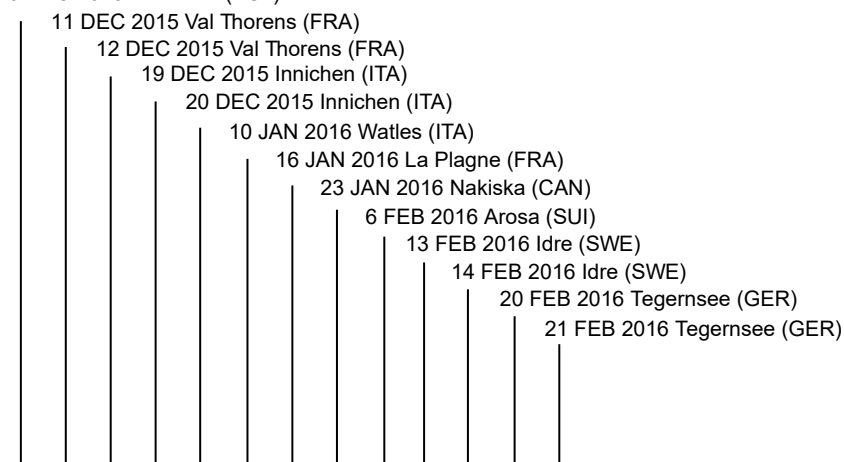 11 DEC 2015 Val Thorens (FRA)
12 DEC 2015 Val Thorens (FRA)
19 DEC 2015 Innichen (ITA)
20 DEC 2015 Innichen (ITA)
10 JAN 2016 Watles (ITA)
16 JAN 2016 La Plagne (FRA)
23 JAN 2016 Nakiska (CAN)
6 FEB 2016 Arosa (SUI)
13 FEB 2016 Idre (SWE)
14 FEB 2016 Idre (SWE)
20 FEB 2016 Tegernsee (GER)
21 FEB 2016 Tegernsee (GER)